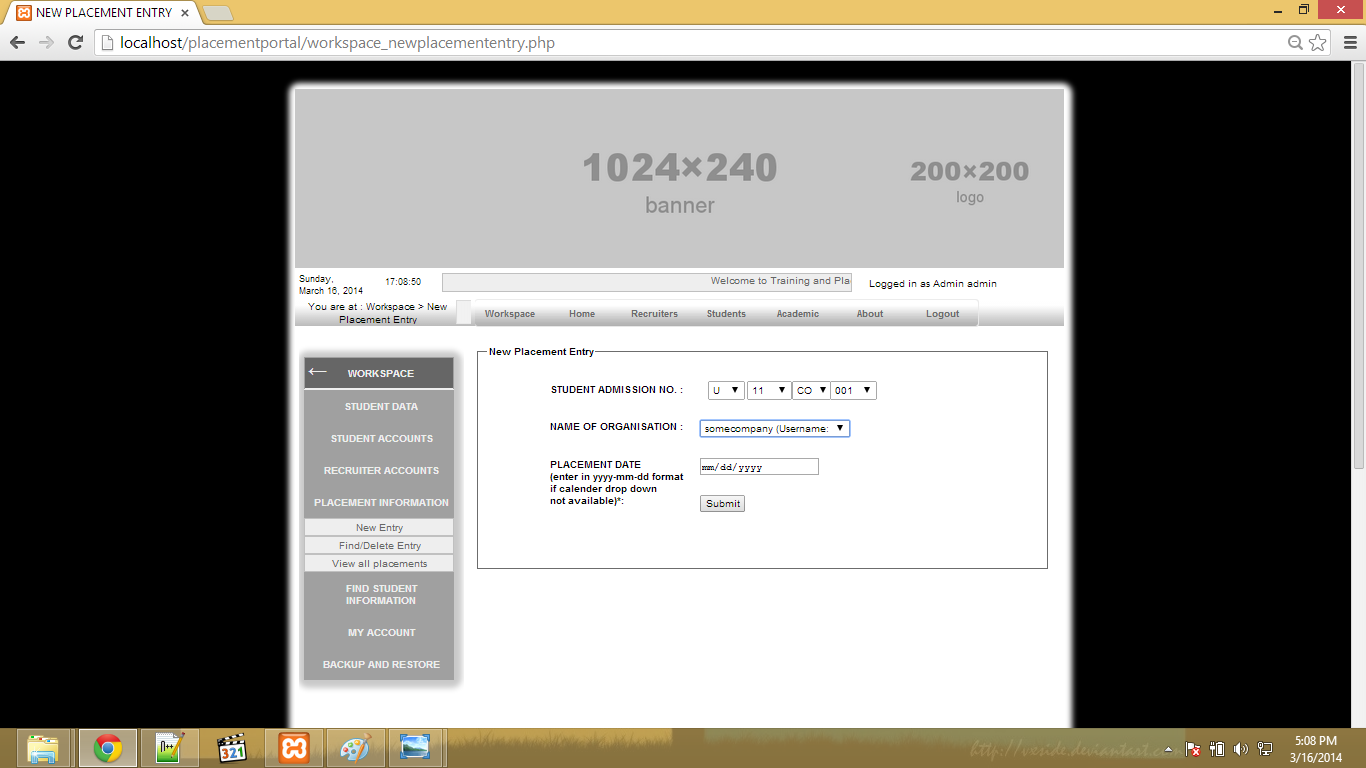 NEW PLACEMENT ENTRY
localhost/placementportal/workspace_newplacemententry.php
1024×240
banner
200×200
logo
Sunday,
March 16, 2014
17:08:50
Welcome to Training and Pla
Logged in as Admin admin
You are at : Workspace > New
Placement Entry
Workspace Home Recruiters Students Academic About Logout
WORKSPACE
STUDENT DATA
STUDENT ACCOUNTS
RECRUITER ACCOUNTS
PLACEMENT INFORMATION
New Entry
Find/Delete Entry
View all placements
FIND STUDENT
INFORMATION
MY ACCOUNT
BACKUP AND RESTORE
New Placement Entry
STUDENT ADMISSION NO. : U 11 CO 001
NAME OF ORGANISATION : somecompany (Username:
PLACEMENT DATE
(enter in yyyy-mm-dd format
if calender drop down
not available)*:
mm/dd/yyyy
Submit
321
http://veside.deviantart.com
5:08 PM
3/16/2014